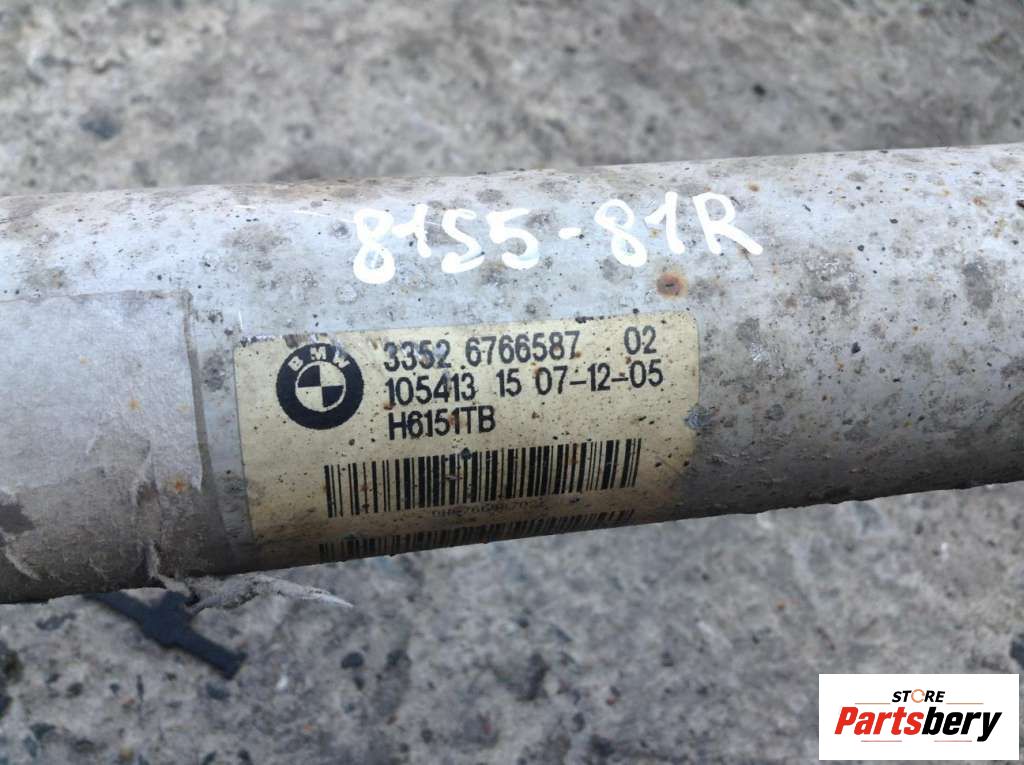 8155-81R
BMW
3352 6766587 02
105413 15 07-12-05
H6151TB
STORE
Partsbery